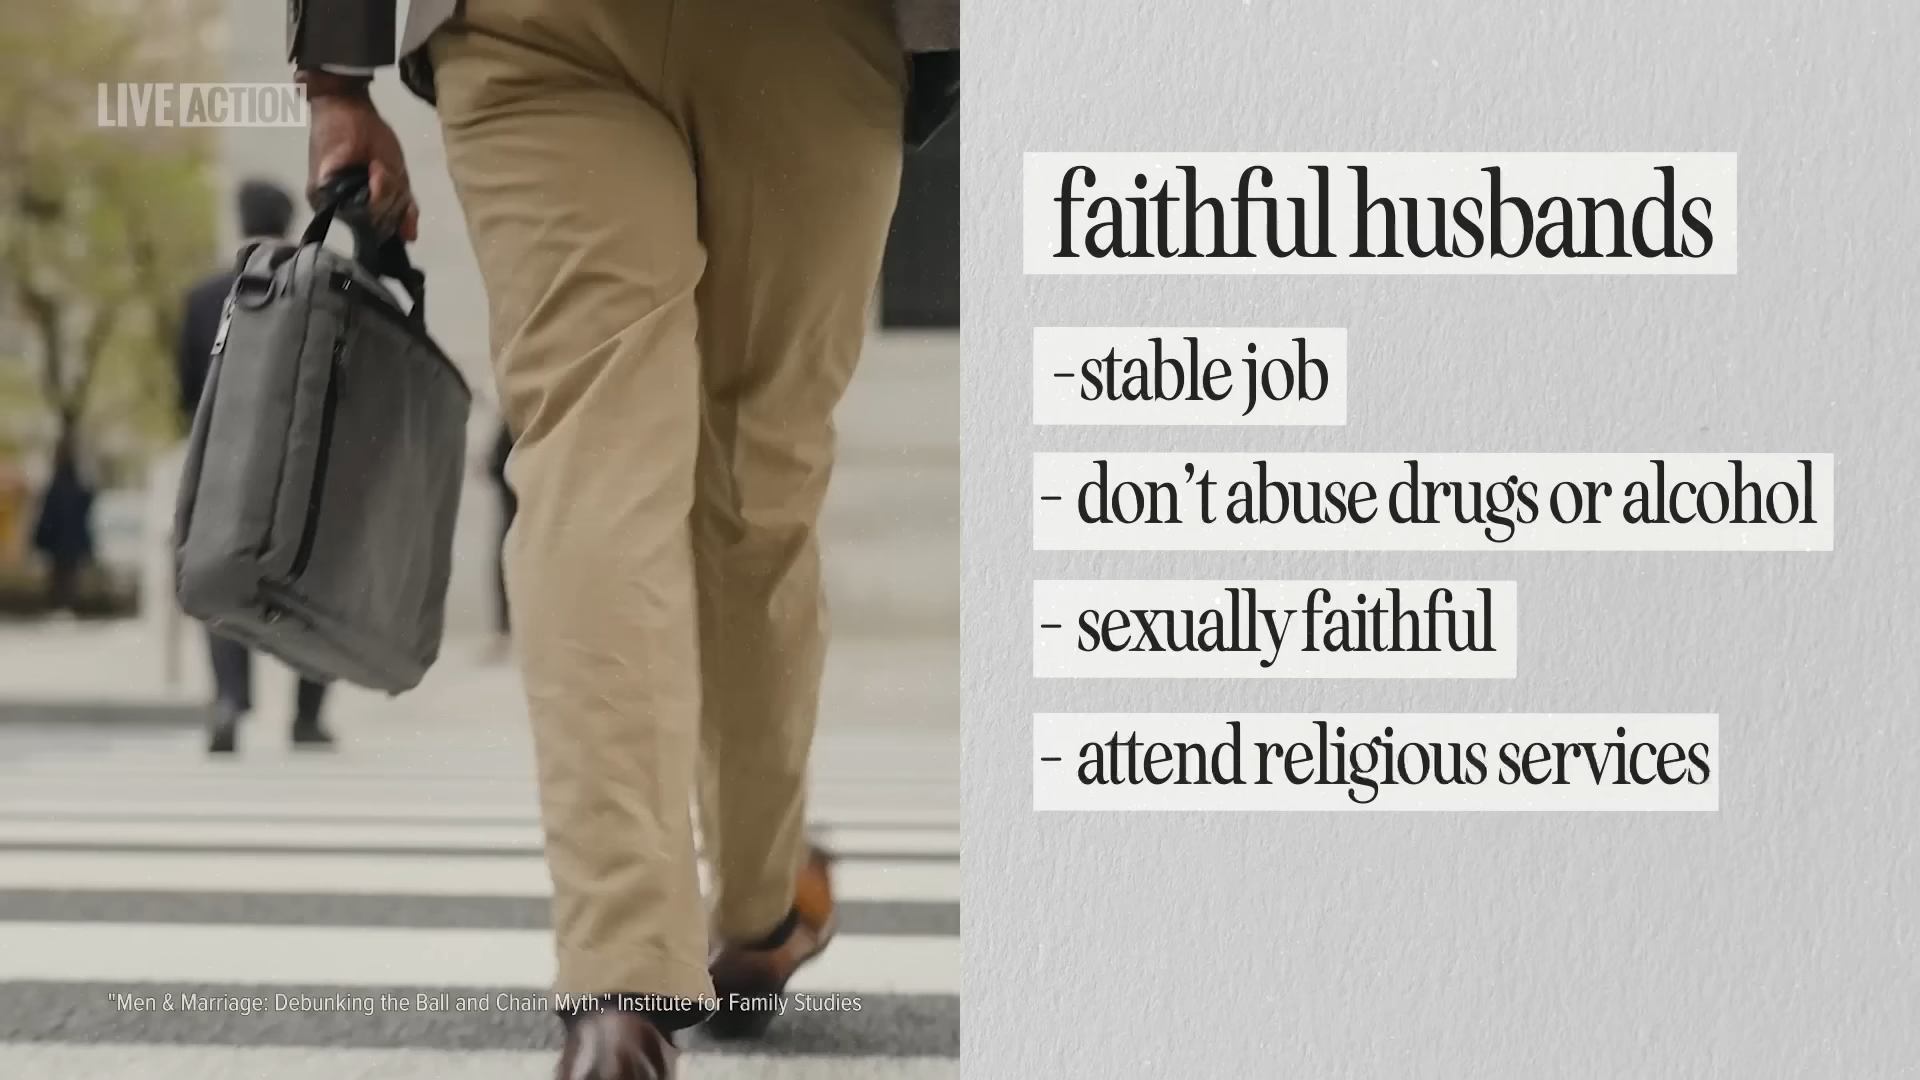 LIVE ACTION
faithful husbands
-stable job
- don't abuse drugs or alcohol
- sexually faithful
- attend religious services
"Men & Marriage: Debunking the Ball and Chain Myth," Institute for Family Studies